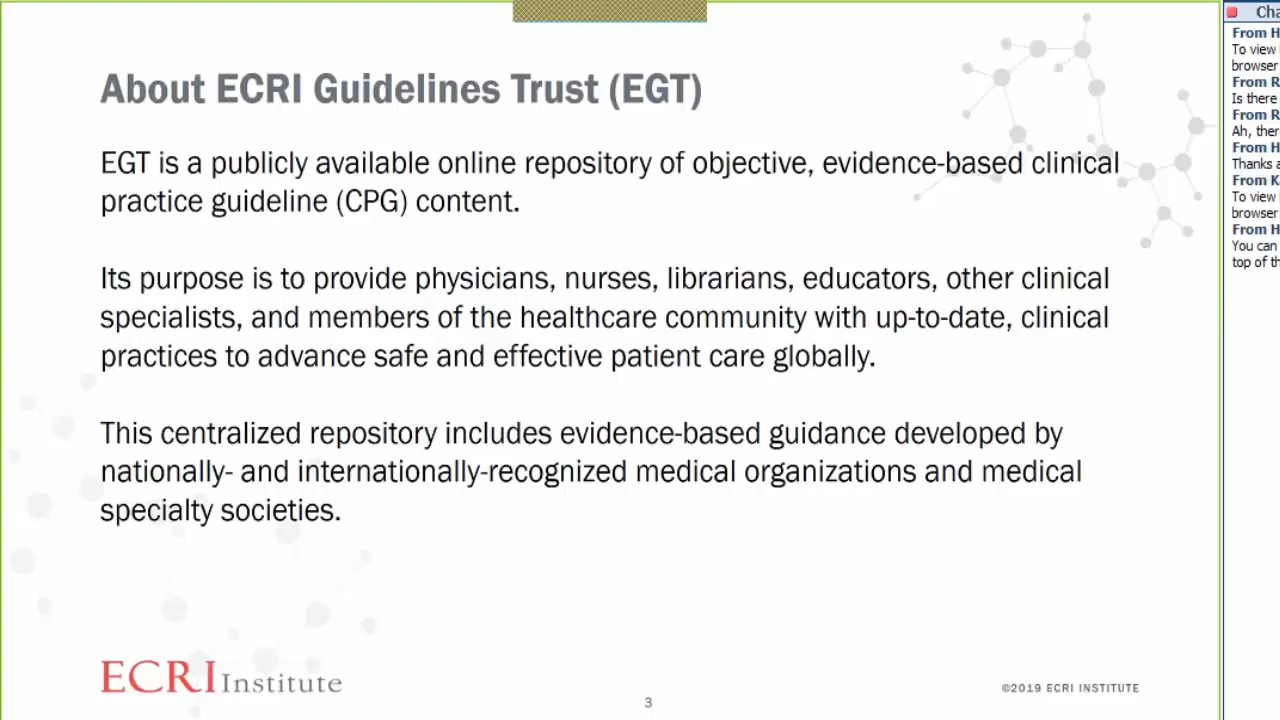 About ECRI Guidelines Trust (EGT)
EGT is a publicly available online repository of objective, evidence-based clinical
practice guideline (CPG) content.
Its purpose is to provide physicians, nurses, librarians, educators, other clinical
specialists, and members of the healthcare community with up-to-date, clinical
practices to advance safe and effective patient care globally.
This centralized repository includes evidence-based guidance developed by
nationally- and internationally-recognized medical organizations and medical
specialty societies.
ECRI Institute
3
©2019 ECRI INSTITUTE
From H
To view
browser:
From R
Is there
From R
Ah, ther
From H
Thanks a
From K
To view
browser:
From H
You can
top of th